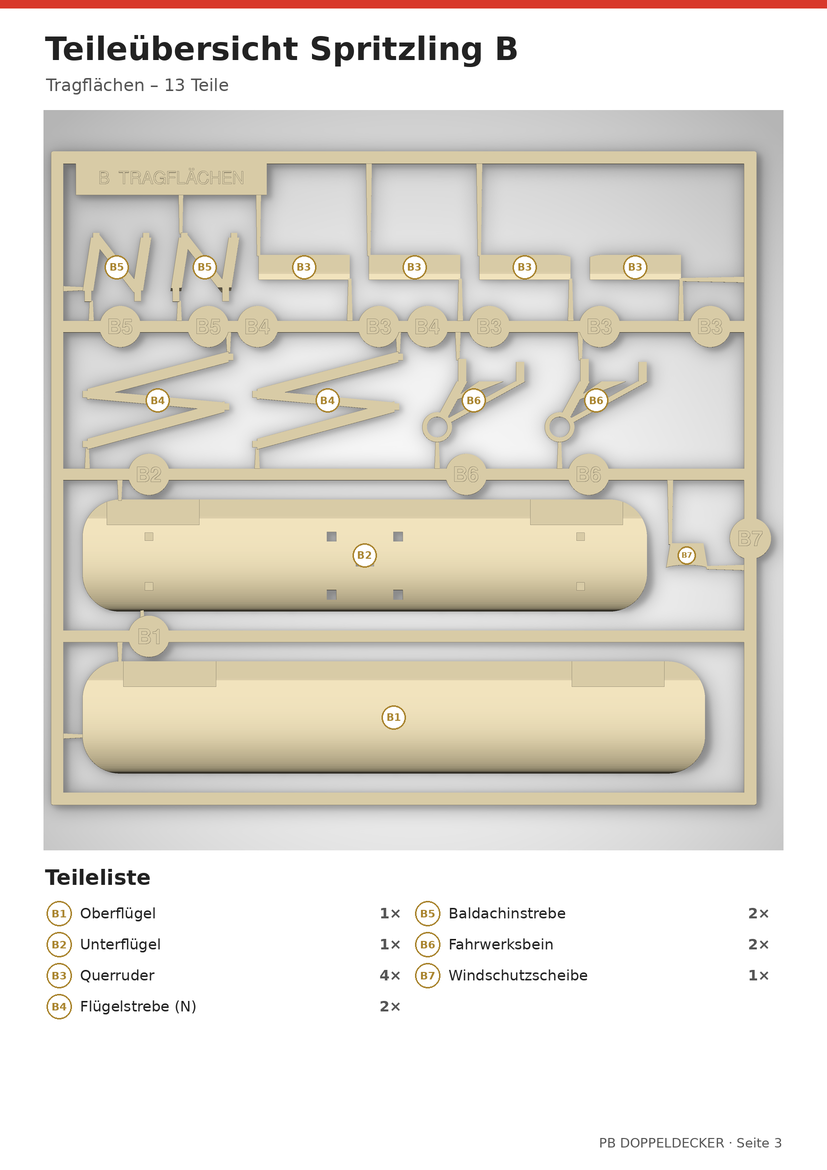 Teileübersicht Spritzling B
Tragflächen – 13 Teile
B TRAGFLÄCHEN
B5 B5 B3 B3 B3 B3
B5 B5 B4 B3 B4 B3 B3 B3
B4 B4 B6 B6
B2 B6 B6
B7
B2 B7
B1
B1
Teileliste
B1 Oberflügel 1×
B2 Unterflügel 1×
B3 Querruder 4×
B4 Flügelstrebe (N) 2×
B5 Baldachinstrebe 2×
B6 Fahrwerksbein 2×
B7 Windschutzscheibe 1×
PB DOPPELDECKER · Seite 3